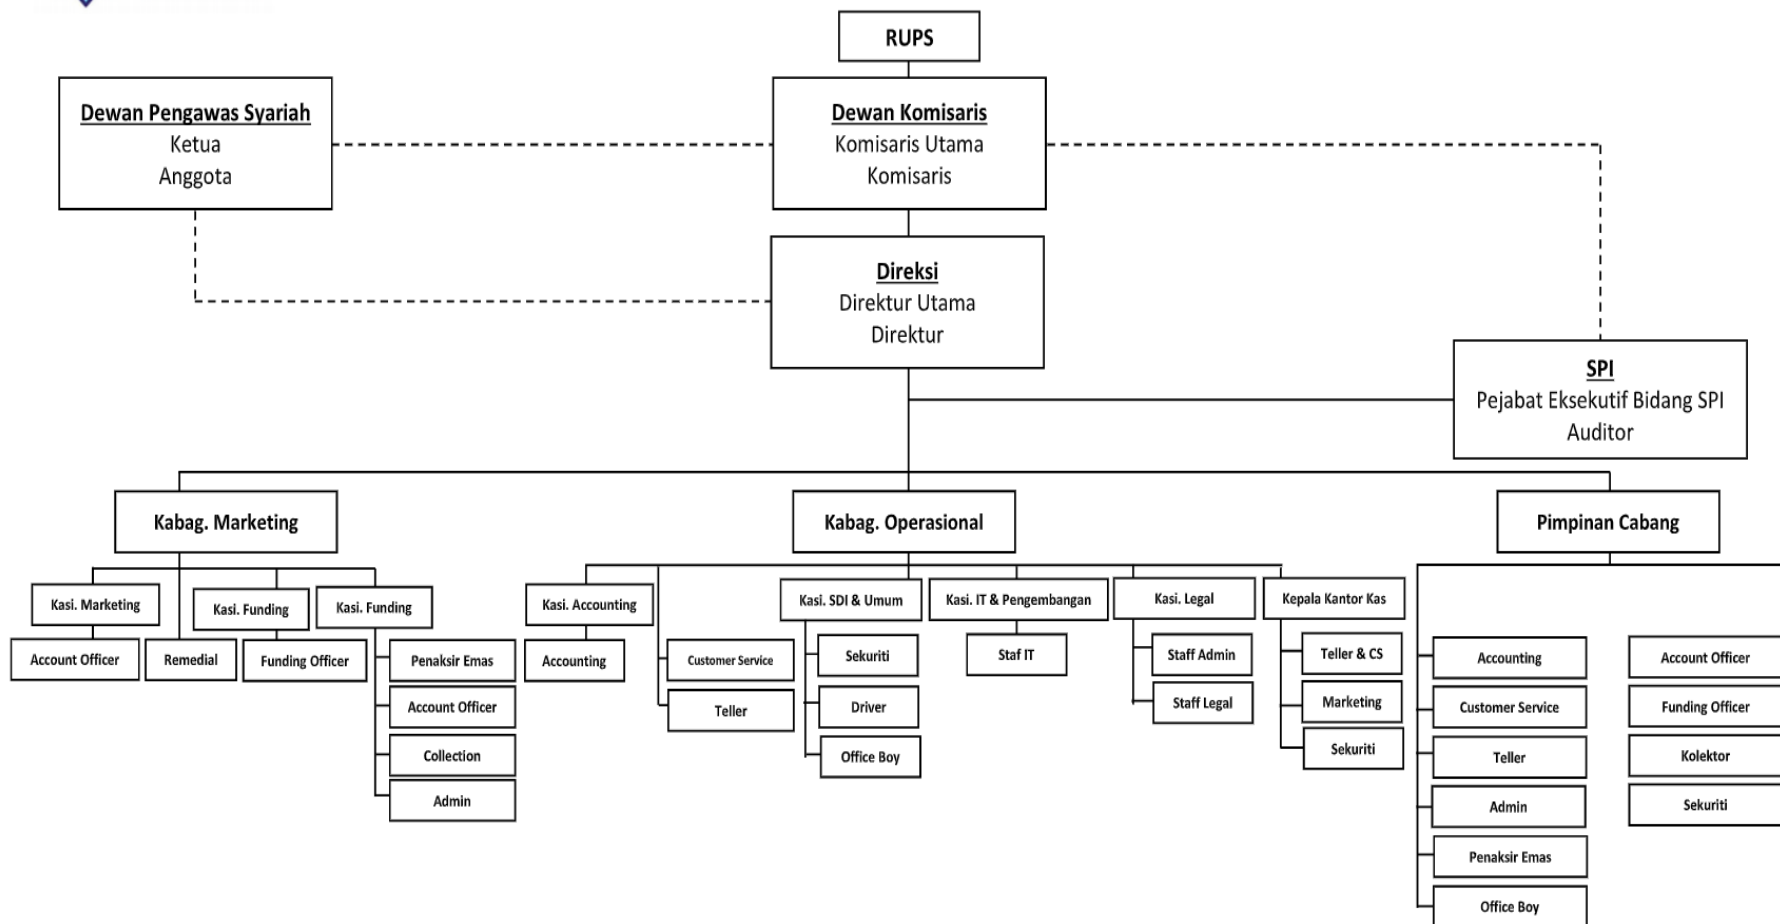 RUPS
Dewan Pengawas Syariah
Ketua
Anggota
Dewan Komisaris
Komisaris Utama
Komisaris
Direksi
Direktur Utama
Direktur
SPI
Pejabat Eksekutif Bidang SPI
Auditor
Kabag. Marketing
Kabag. Operasional
Pimpinan Cabang
Kasi. Marketing
Account Officer
Remedial
Kasi. Funding
Funding Officer
Kasi. Funding
Penaksir Emas
Account Officer
Collection
Admin
Kasi. Accounting
Accounting
Customer Service
Teller
Kasi. SDI & Umum
Sekuriti
Driver
Office Boy
Kasi. IT & Pengembangan
Staf IT
Kasi. Legal
Staff Admin
Staff Legal
Kepala Kantor Kas
Teller & CS
Marketing
Sekuriti
Accounting
Customer Service
Teller
Admin
Penaksir Emas
Office Boy
Account Officer
Funding Officer
Kolektor
Sekuriti